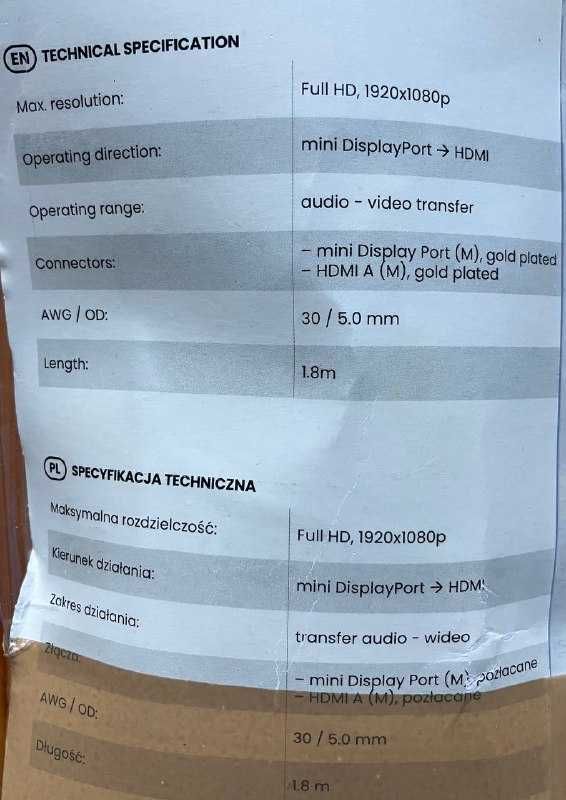 EN TECHNICAL SPECIFICATION
Max. resolution: Full HD, 1920x1080p
Operating direction: mini DisplayPort → HDMI
Operating range: audio - video transfer
Connectors: - mini Display Port (M), gold plated
- HDMI A (M), gold plated
AWG / OD: 30 / 5.0 mm
Length: 1.8m
PL SPECYFIKACJA TECHNICZNA
Maksymalna rozdzielczość: Full HD, 1920x1080p
Kierunek działania: mini DisplayPort → HDMI
Zakres działania: transfer audio - wideo
Złącza: - mini Display Port (M), pozłacane
- HDMI A (M), pozłacane
AWG / OD: 30 / 5.0 mm
Długość: 1.8 m